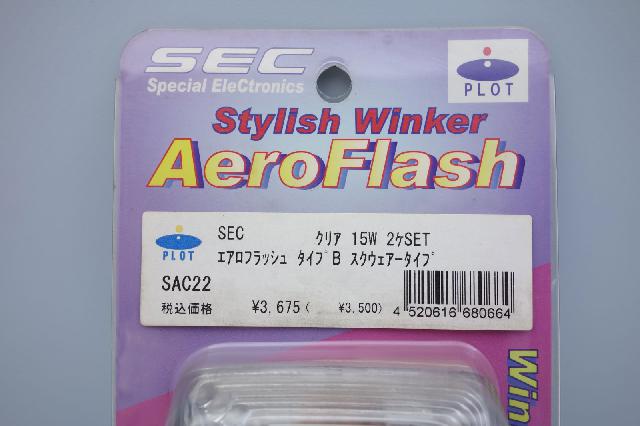 SEC
Special EleCtronics
PLOT
Stylish Winker
AeroFlash
SEC クリア 15W 2ケSET
PLOT エアロフラッシュ タイプB スクウェアータイプ
SAC22
税込価格 ¥3,675( ¥3,500) 4 520616 680664
Win